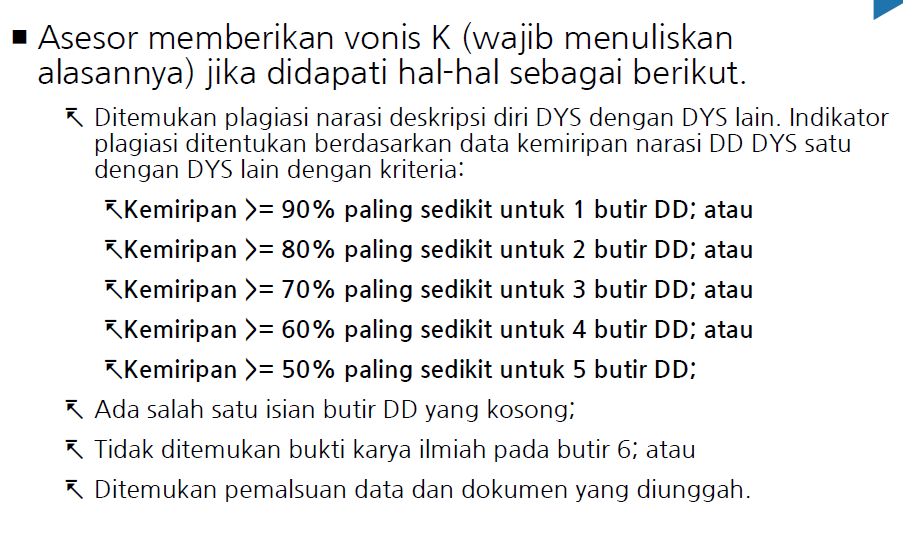 ■ Asesor memberikan vonis K (wajib menuliskan
alasannya) jika didapati hal-hal sebagai berikut.
Ditemukan plagiasi narasi deskripsi diri DYS dengan DYS lain. Indikator
plagiasi ditentukan berdasarkan data kemiripan narasi DD DYS satu
dengan DYS lain dengan kriteria:
Kemiripan >= 90% paling sedikit untuk 1 butir DD; atau
Kemiripan >= 80% paling sedikit untuk 2 butir DD; atau
Kemiripan >= 70% paling sedikit untuk 3 butir DD; atau
Kemiripan >= 60% paling sedikit untuk 4 butir DD; atau
Kemiripan >= 50% paling sedikit untuk 5 butir DD;
Ada salah satu isian butir DD yang kosong;
Tidak ditemukan bukti karya ilmiah pada butir 6; atau
Ditemukan pemalsuan data dan dokumen yang diunggah.